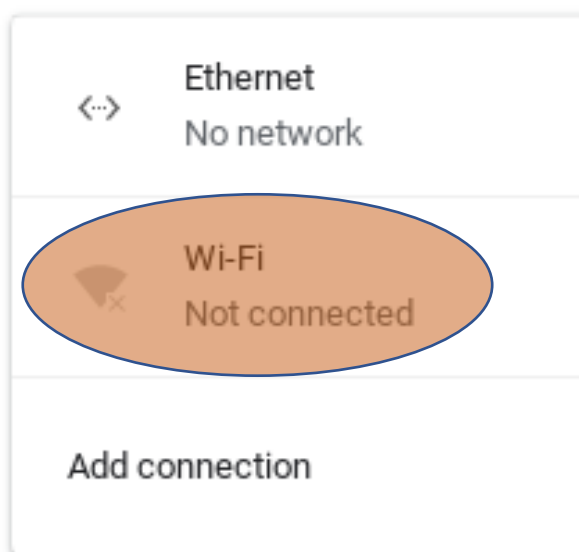 Ethernet
No network
Wi-Fi
Not connected
Add connection